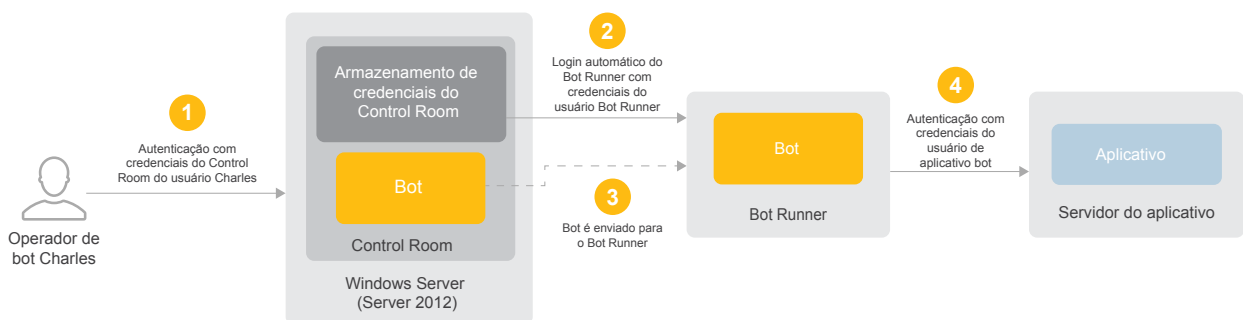 1
Autenticação com
credenciais do Control
Room do usuário Charles
Operador de
bot Charles
Armazenamento de
credenciais do
Control Room
Bot
Control Room
Windows Server
(Server 2012)
2
Login automático do
Bot Runner com
credenciais do
usuário Bot Runner
3
Bot é enviado para
o Bot Runner
Bot
Bot Runner
4
Autenticação com
credenciais do
usuário de
aplicativo bot
Aplicativo
Servidor do aplicativo